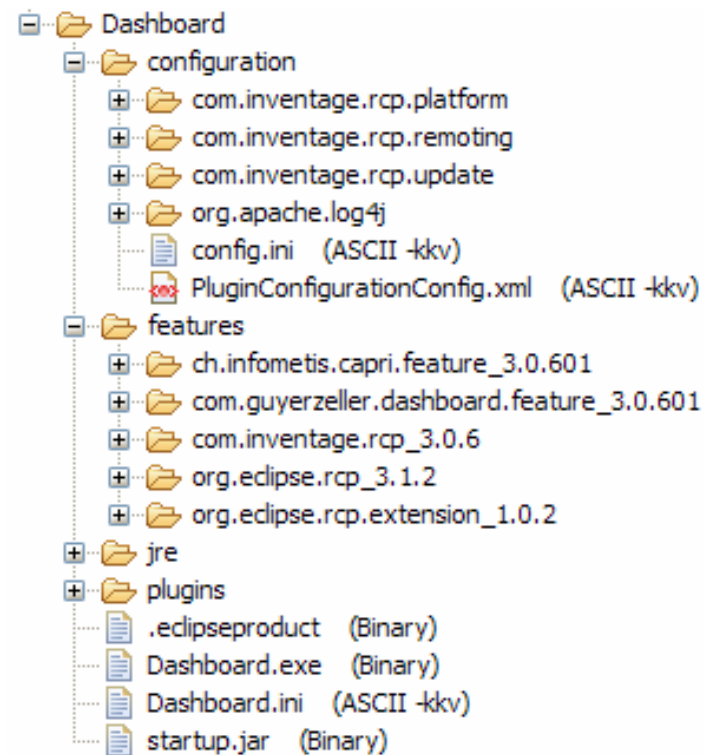 Dashboard
configuration
com.inventage.rcp.platform
com.inventage.rcp.remoting
com.inventage.rcp.update
org.apache.log4j
config.ini (ASCII -kkv)
PluginConfigurationConfig.xml (ASCII -kkv)
features
ch.infometis.capri.feature_3.0.601
com.guyerzeller.dashboard.feature_3.0.601
com.inventage.rcp_3.0.6
org.eclipse.rcp_3.1.2
org.eclipse.rcp.extension_1.0.2
jre
plugins
.eclipseproduct (Binary)
Dashboard.exe (Binary)
Dashboard.ini (ASCII -kkv)
startup.jar (Binary)